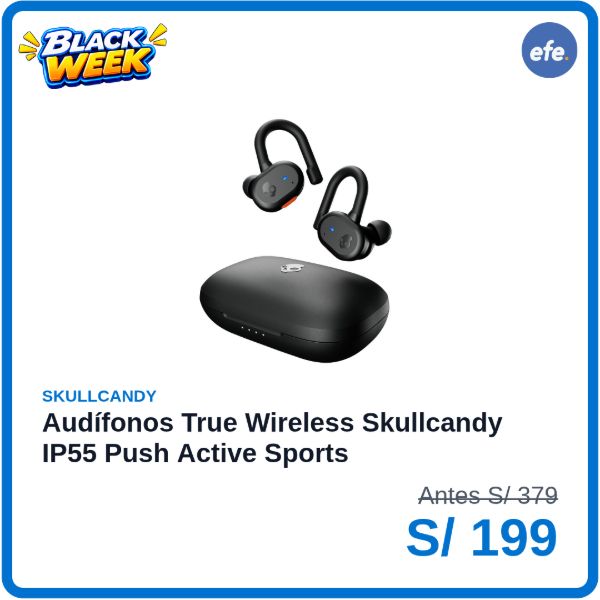 BLACK
WEEK
efe.
SKULLCANDY
Audífonos True Wireless Skullcandy
IP55 Push Active Sports
Antes S/ 379
S/ 199